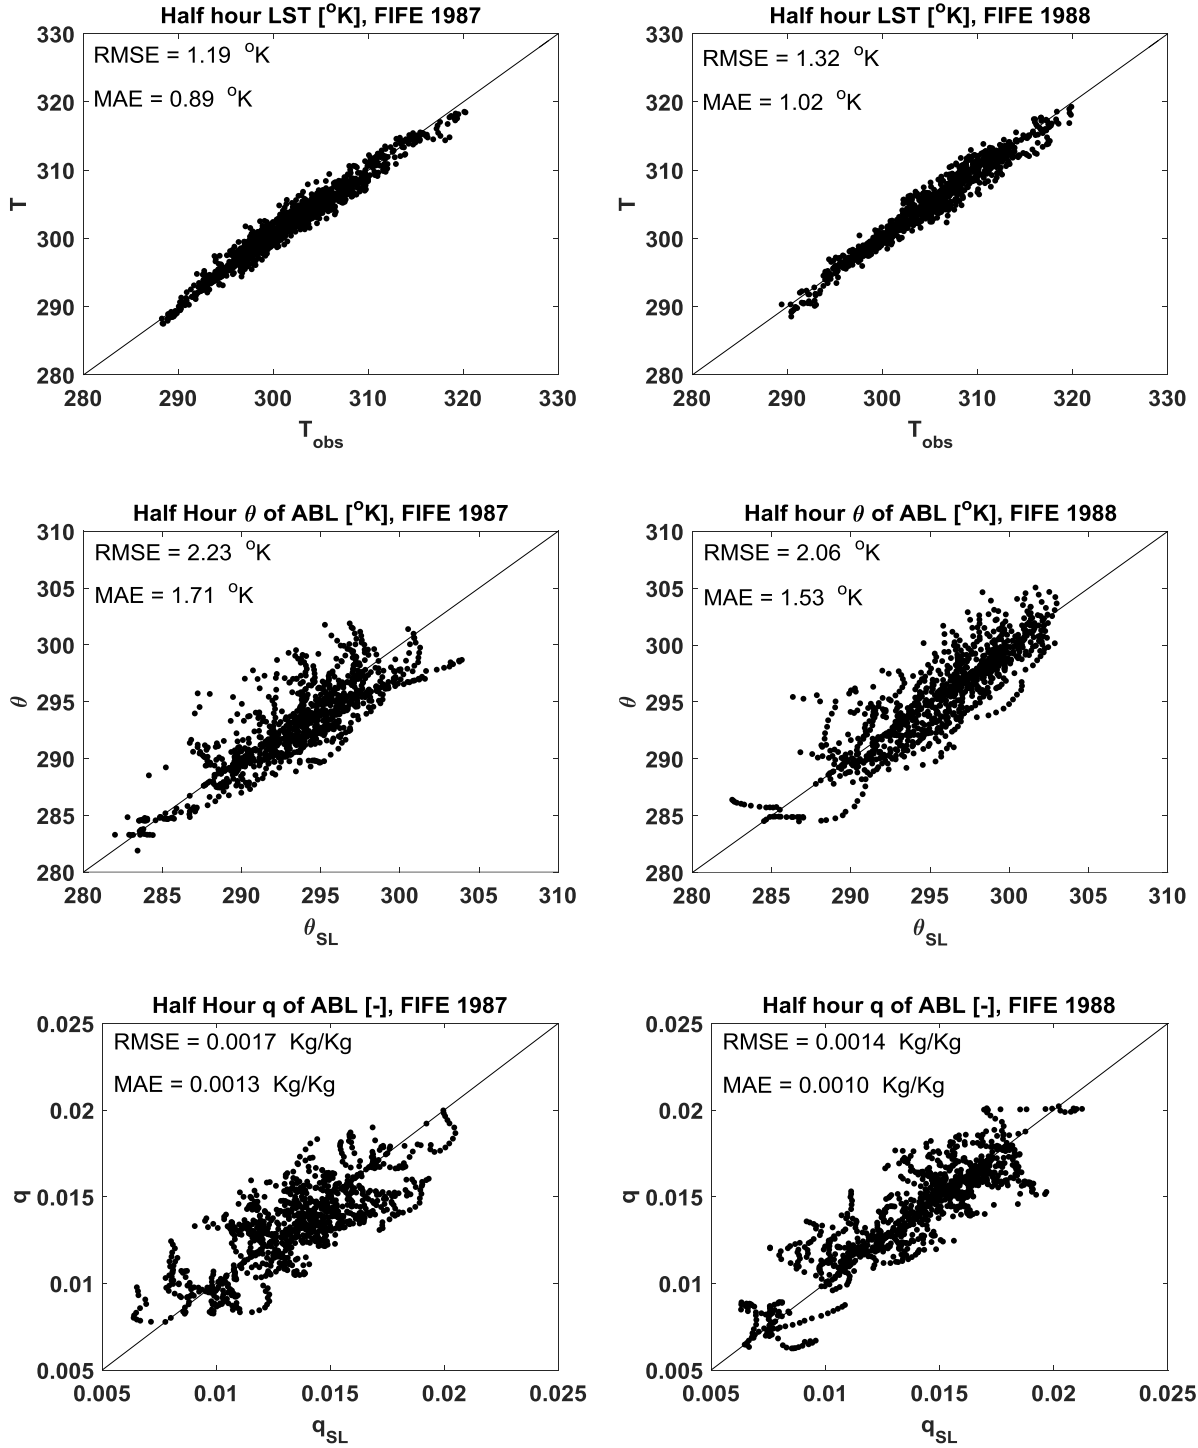 Half hour LST [°K], FIFE 1987
RMSE = 1.19 °K
MAE = 0.89 °K
330
320
310
300
290
280
T
280 290 300 310 320 330
T_obs
Half hour LST [°K], FIFE 1988
RMSE = 1.32 °K
MAE = 1.02 °K
330
320
310
300
290
280
T
280 290 300 310 320 330
T_obs
Half Hour θ of ABL [°K], FIFE 1987
RMSE = 2.23 °K
MAE = 1.71 °K
310
305
300
295
290
285
280
θ
280 285 290 295 300 305 310
θ_SL
Half hour θ of ABL [°K], FIFE 1988
RMSE = 2.06 °K
MAE = 1.53 °K
310
305
300
295
290
285
280
θ
280 285 290 295 300 305 310
θ_SL
Half Hour q of ABL [-], FIFE 1987
RMSE = 0.0017 Kg/Kg
MAE = 0.0013 Kg/Kg
0.025
0.02
0.015
0.01
0.005
q
0.005 0.01 0.015 0.02 0.025
q_SL
Half hour q of ABL [-], FIFE 1988
RMSE = 0.0014 Kg/Kg
MAE = 0.0010 Kg/Kg
0.025
0.02
0.015
0.01
0.005
q
0.005 0.01 0.015 0.02 0.025
q_SL